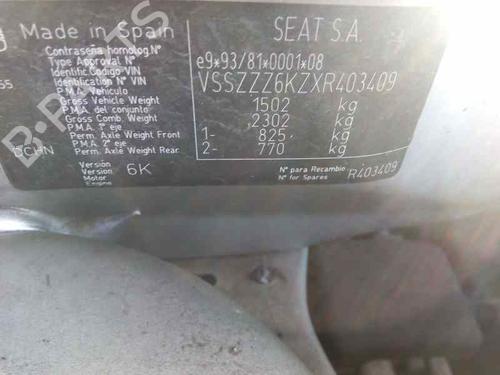 Made in Spain SEAT S.A.
Contraseña homolog. Nº
Type Approval Nº e9*93/81*0001*08
Identific. Código VIN
Identification Nº VIN VSSZZZ6KZXR403409
P.M.A. Vehículo
Gross Vehicle Weight 1502 kg
P.M.A. del conjunto
Gross Comb. Weight 2302 kg
P.M.A. 1º eje
Perm. Axle Weight Front 1- 825 kg
P.M.A. 2º eje
Perm. Axle Weight Rear 2- 770 kg
Versión
Version 6K
Motor
Engine
Nº para Recambio
Nº for Spares R403409
B-PARTS